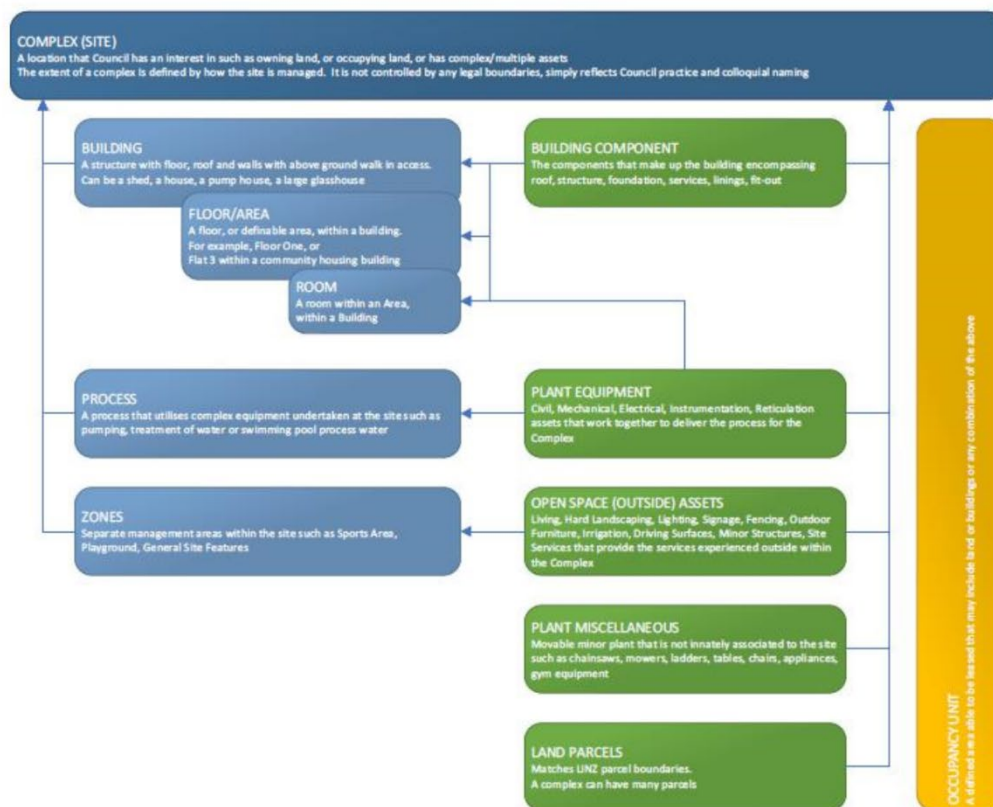 COMPLEX (SITE)
A location that Council has an interest in such as owning land, or occupying land, or has complex/multiple assets
The extent of a complex is defined by how the site is managed. It is not controlled by any legal boundaries, simply reflects Council practice and colloquial naming
BUILDING
A structure with floor, roof and walls with above ground walk in access.
Can be a shed, a house, a pump house, a large glasshouse
FLOOR/AREA
A floor, or definable area, within a building.
For example, Floor One, or
Flat 3 within a community housing building
ROOM
A room within an Area,
within a Building
PROCESS
A process that utilises complex equipment undertaken at the site such as
pumping, treatment of water or swimming pool process water
ZONES
Separate management areas within the site such as Sports Area,
Playground, General Site Features
BUILDING COMPONENT
The components that make up the building encompassing
roof, structure, foundation, services, linings, fit-out
PLANT EQUIPMENT
Civil, Mechanical, Electrical, Instrumentation, Reticulation
assets that work together to deliver the process for the
Complex
OPEN SPACE (OUTSIDE) ASSETS
Living, Hard Landscaping, Lighting, Signage, Fencing, Outdoor
Furniture, Irrigation, Driving Surfaces, Minor Structures, Site
Services that provide the services experienced outside within
the Complex
PLANT MISCELLANEOUS
Movable minor plant that is not innately associated to the site
such as chainsaws, mowers, ladders, tables, chairs, appliances,
gym equipment
LAND PARCELS
Matches LINZ parcel boundaries.
A complex can have many parcels
OCCUPANCY UNIT
A defined area able to be leased that may include land or buildings or any combination of the above